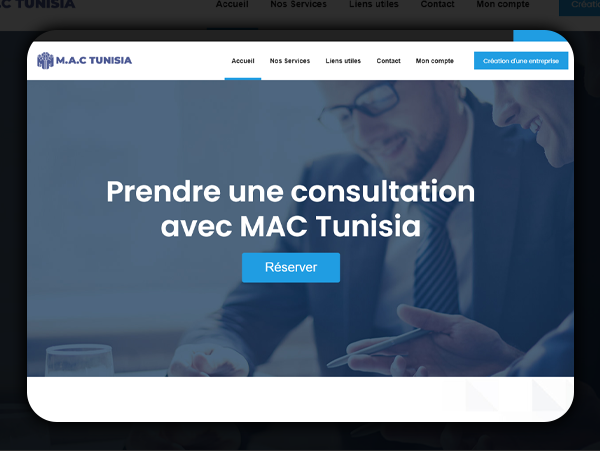 C TUNISIA
Accueil Nos Services Liens utiles Contact Mon compte Créatio
M.A.C TUNISIA
Accueil Nos Services Liens utiles Contact Mon compte Création d'une entreprise
Prendre une consultation
avec MAC Tunisia
Réserver